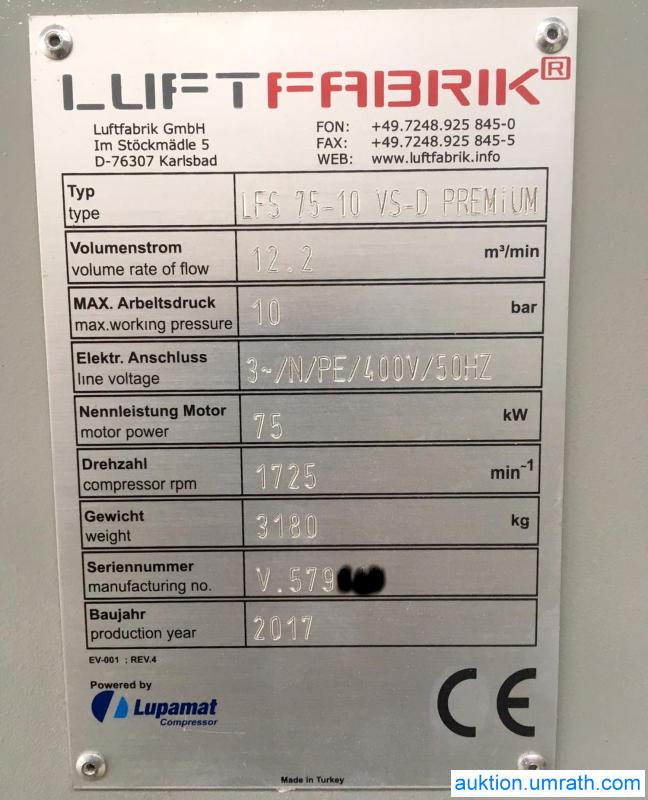 LUFTFABRIK®
Luftfabrik GmbH
Im Stöckmädle 5
D-76307 Karlsbad
FON: +49.7248.925 845-0
FAX: +49.7248.925 845-5
WEB: www.luftfabrik.info
Typ
type
LFS 75-10 VS-D PREMiUM
Volumenstrom
volume rate of flow
12.2 m³/min
MAX. Arbeitsdruck
max.workıng pressure
10 bar
Elektr. Anschluss
lıne voltage
3~/N/PE/400V/50HZ
Nennleistung Motor
motor power
75 kW
Drehzahl
compressor rpm
1725 min⁻¹
Gewicht
weight
3180 kg
Seriennummer
manufacturing no.
V.579
Baujahr
production year
2017
EV-001 ; REV.4
Powered by
Lupamat
Compressor
CE
Made in Turkey
auktion.umrath.com